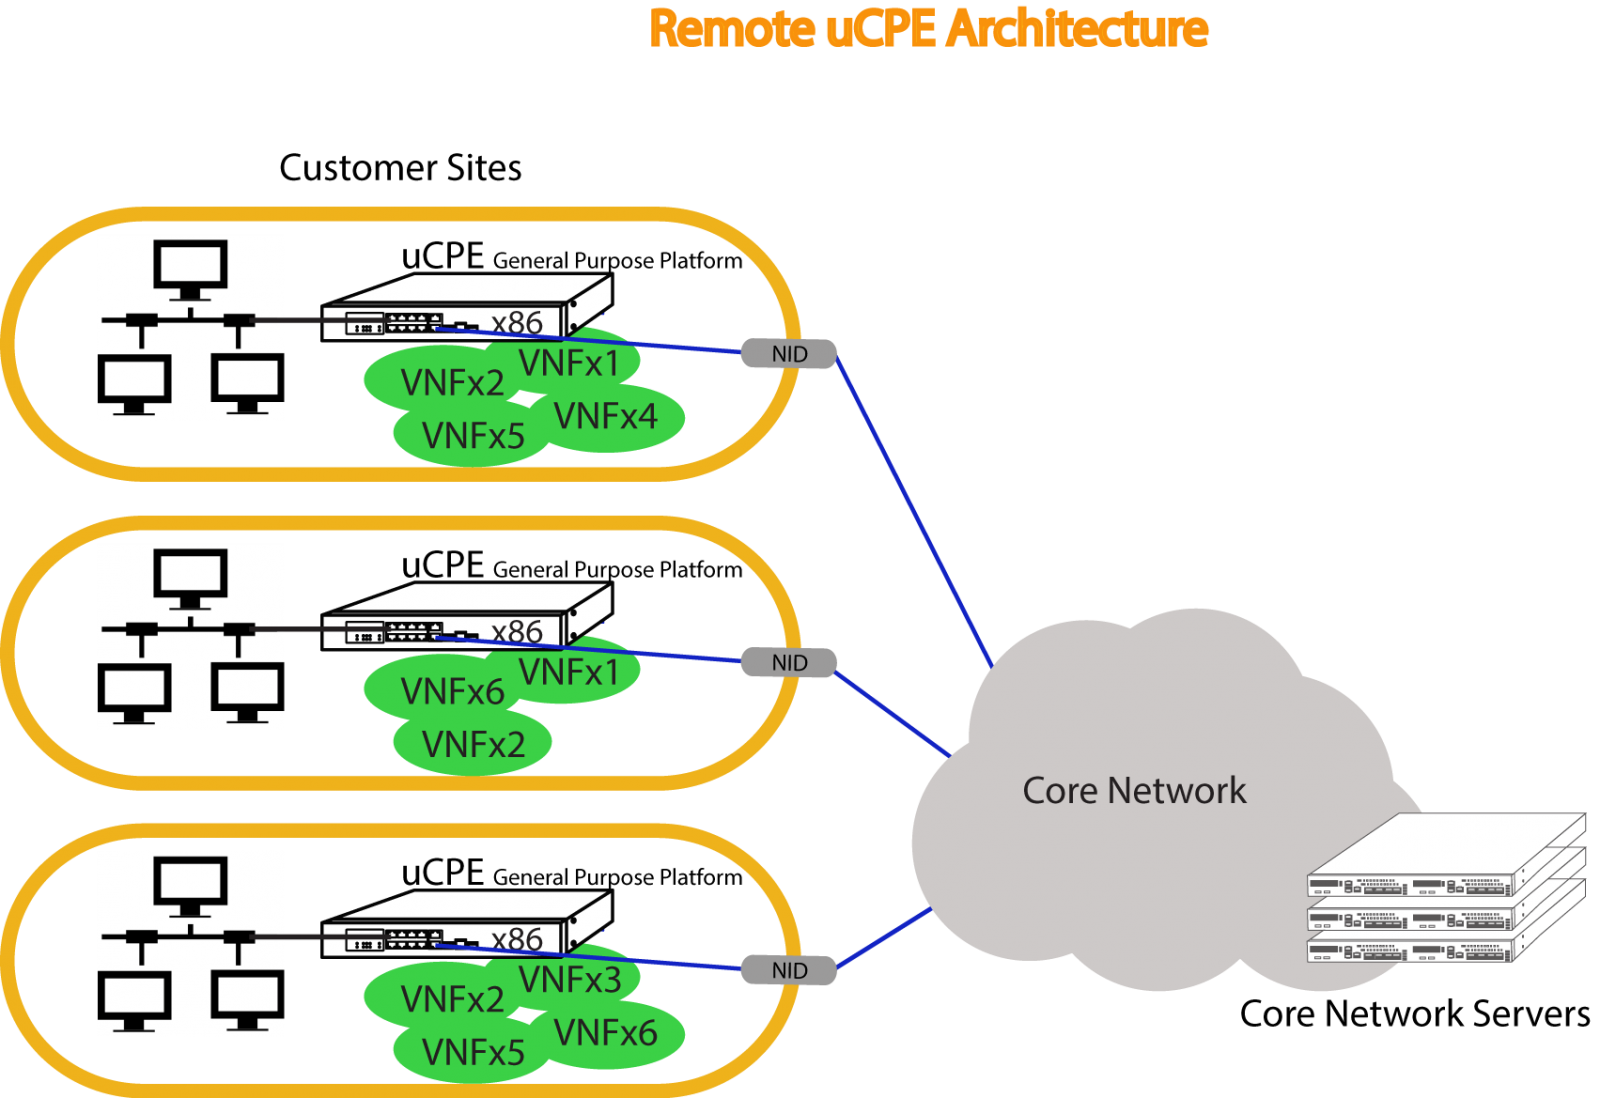 Remote uCPE Architecture
Customer Sites
uCPE General Purpose Platform
x86
NID
VNFx1
VNFx2
VNFx4
VNFx5
uCPE General Purpose Platform
x86
NID
VNFx1
VNFx6
VNFx2
Core Network
uCPE General Purpose Platform
x86
NID
VNFx3
VNFx2
VNFx6
VNFx5
Core Network Servers